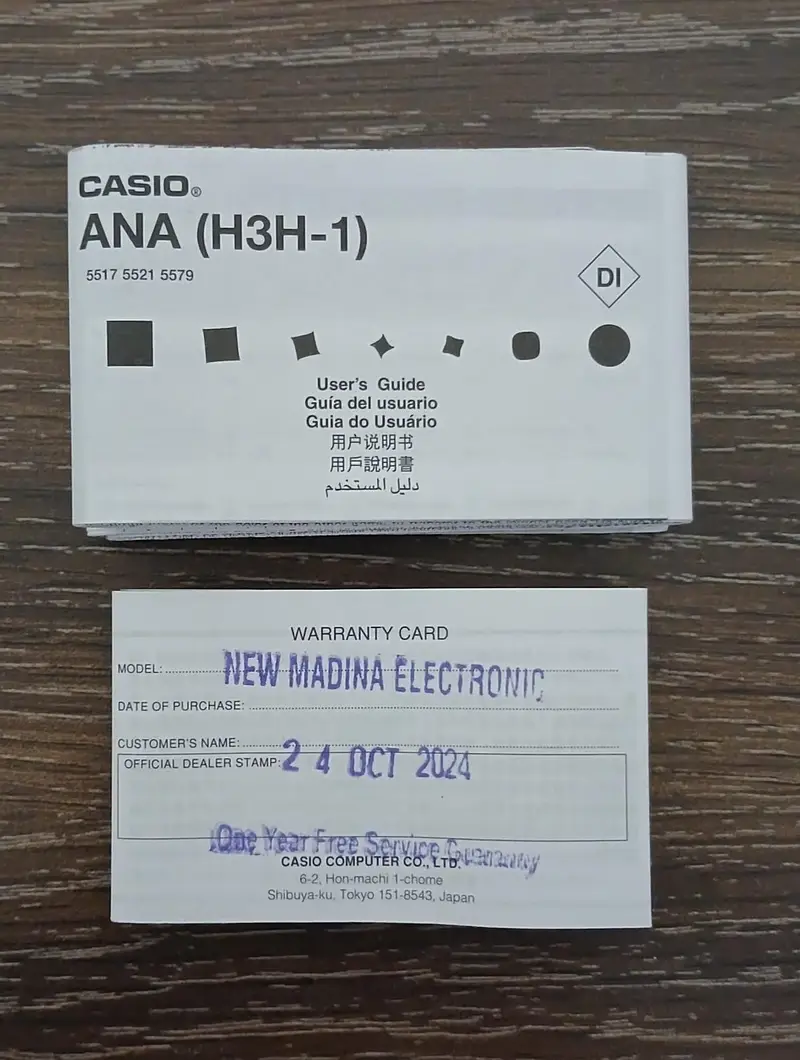 CASIO®
ANA (H3H-1)
5517 5521 5579
DI
User's Guide
Guía del usuario
Guia do Usuário
用户说明书
用戶說明書
دليل المستخدم
WARRANTY CARD
MODEL:
NEW MADINA ELECTRONIC
DATE OF PURCHASE:
CUSTOMER'S NAME:
OFFICIAL DEALER STAMP:
24 OCT 2024
One Year Free Service Guaranty
CASIO COMPUTER CO., LTD.
6-2, Hon-machi 1-chome
Shibuya-ku, Tokyo 151-8543, Japan